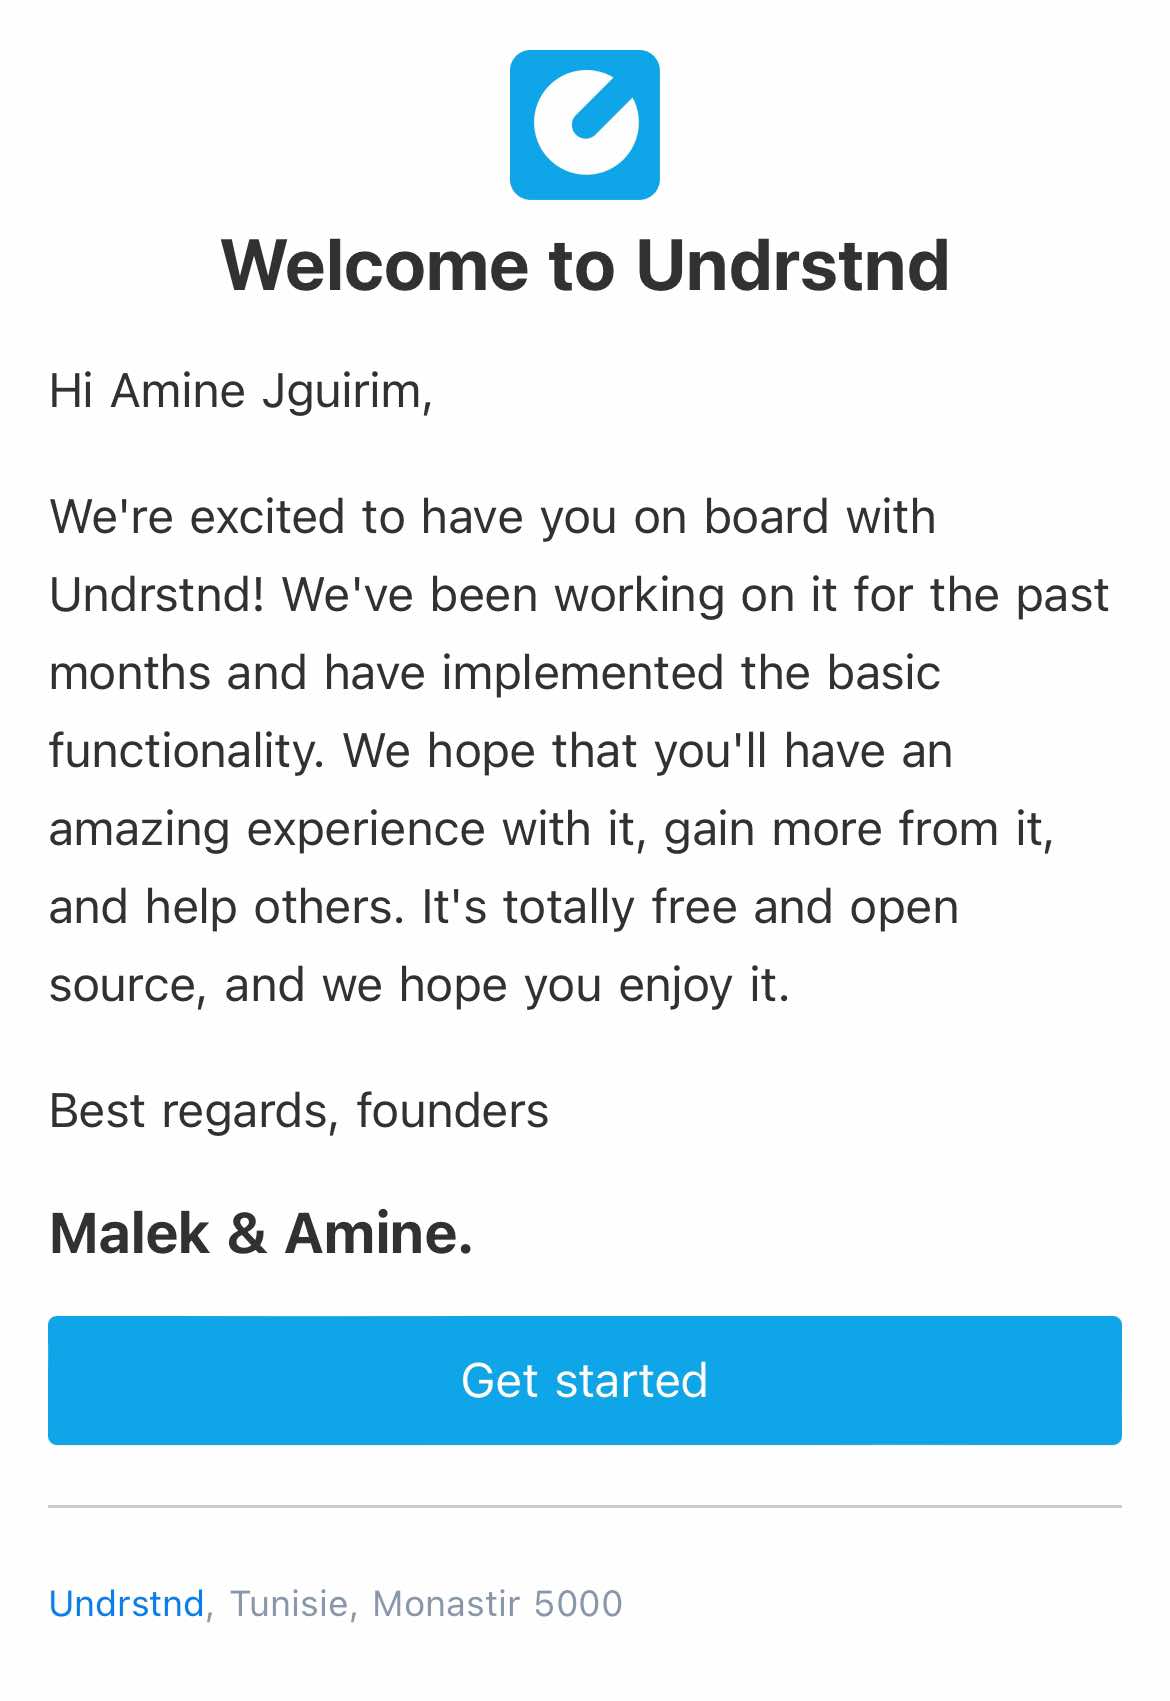 Welcome to Undrstnd
Hi Amine Jguirim,
We're excited to have you on board with
Undrstnd! We've been working on it for the past
months and have implemented the basic
functionality. We hope that you'll have an
amazing experience with it, gain more from it,
and help others. It's totally free and open
source, and we hope you enjoy it.
Best regards, founders
Malek & Amine.
Get started
Undrstnd, Tunisie, Monastir 5000